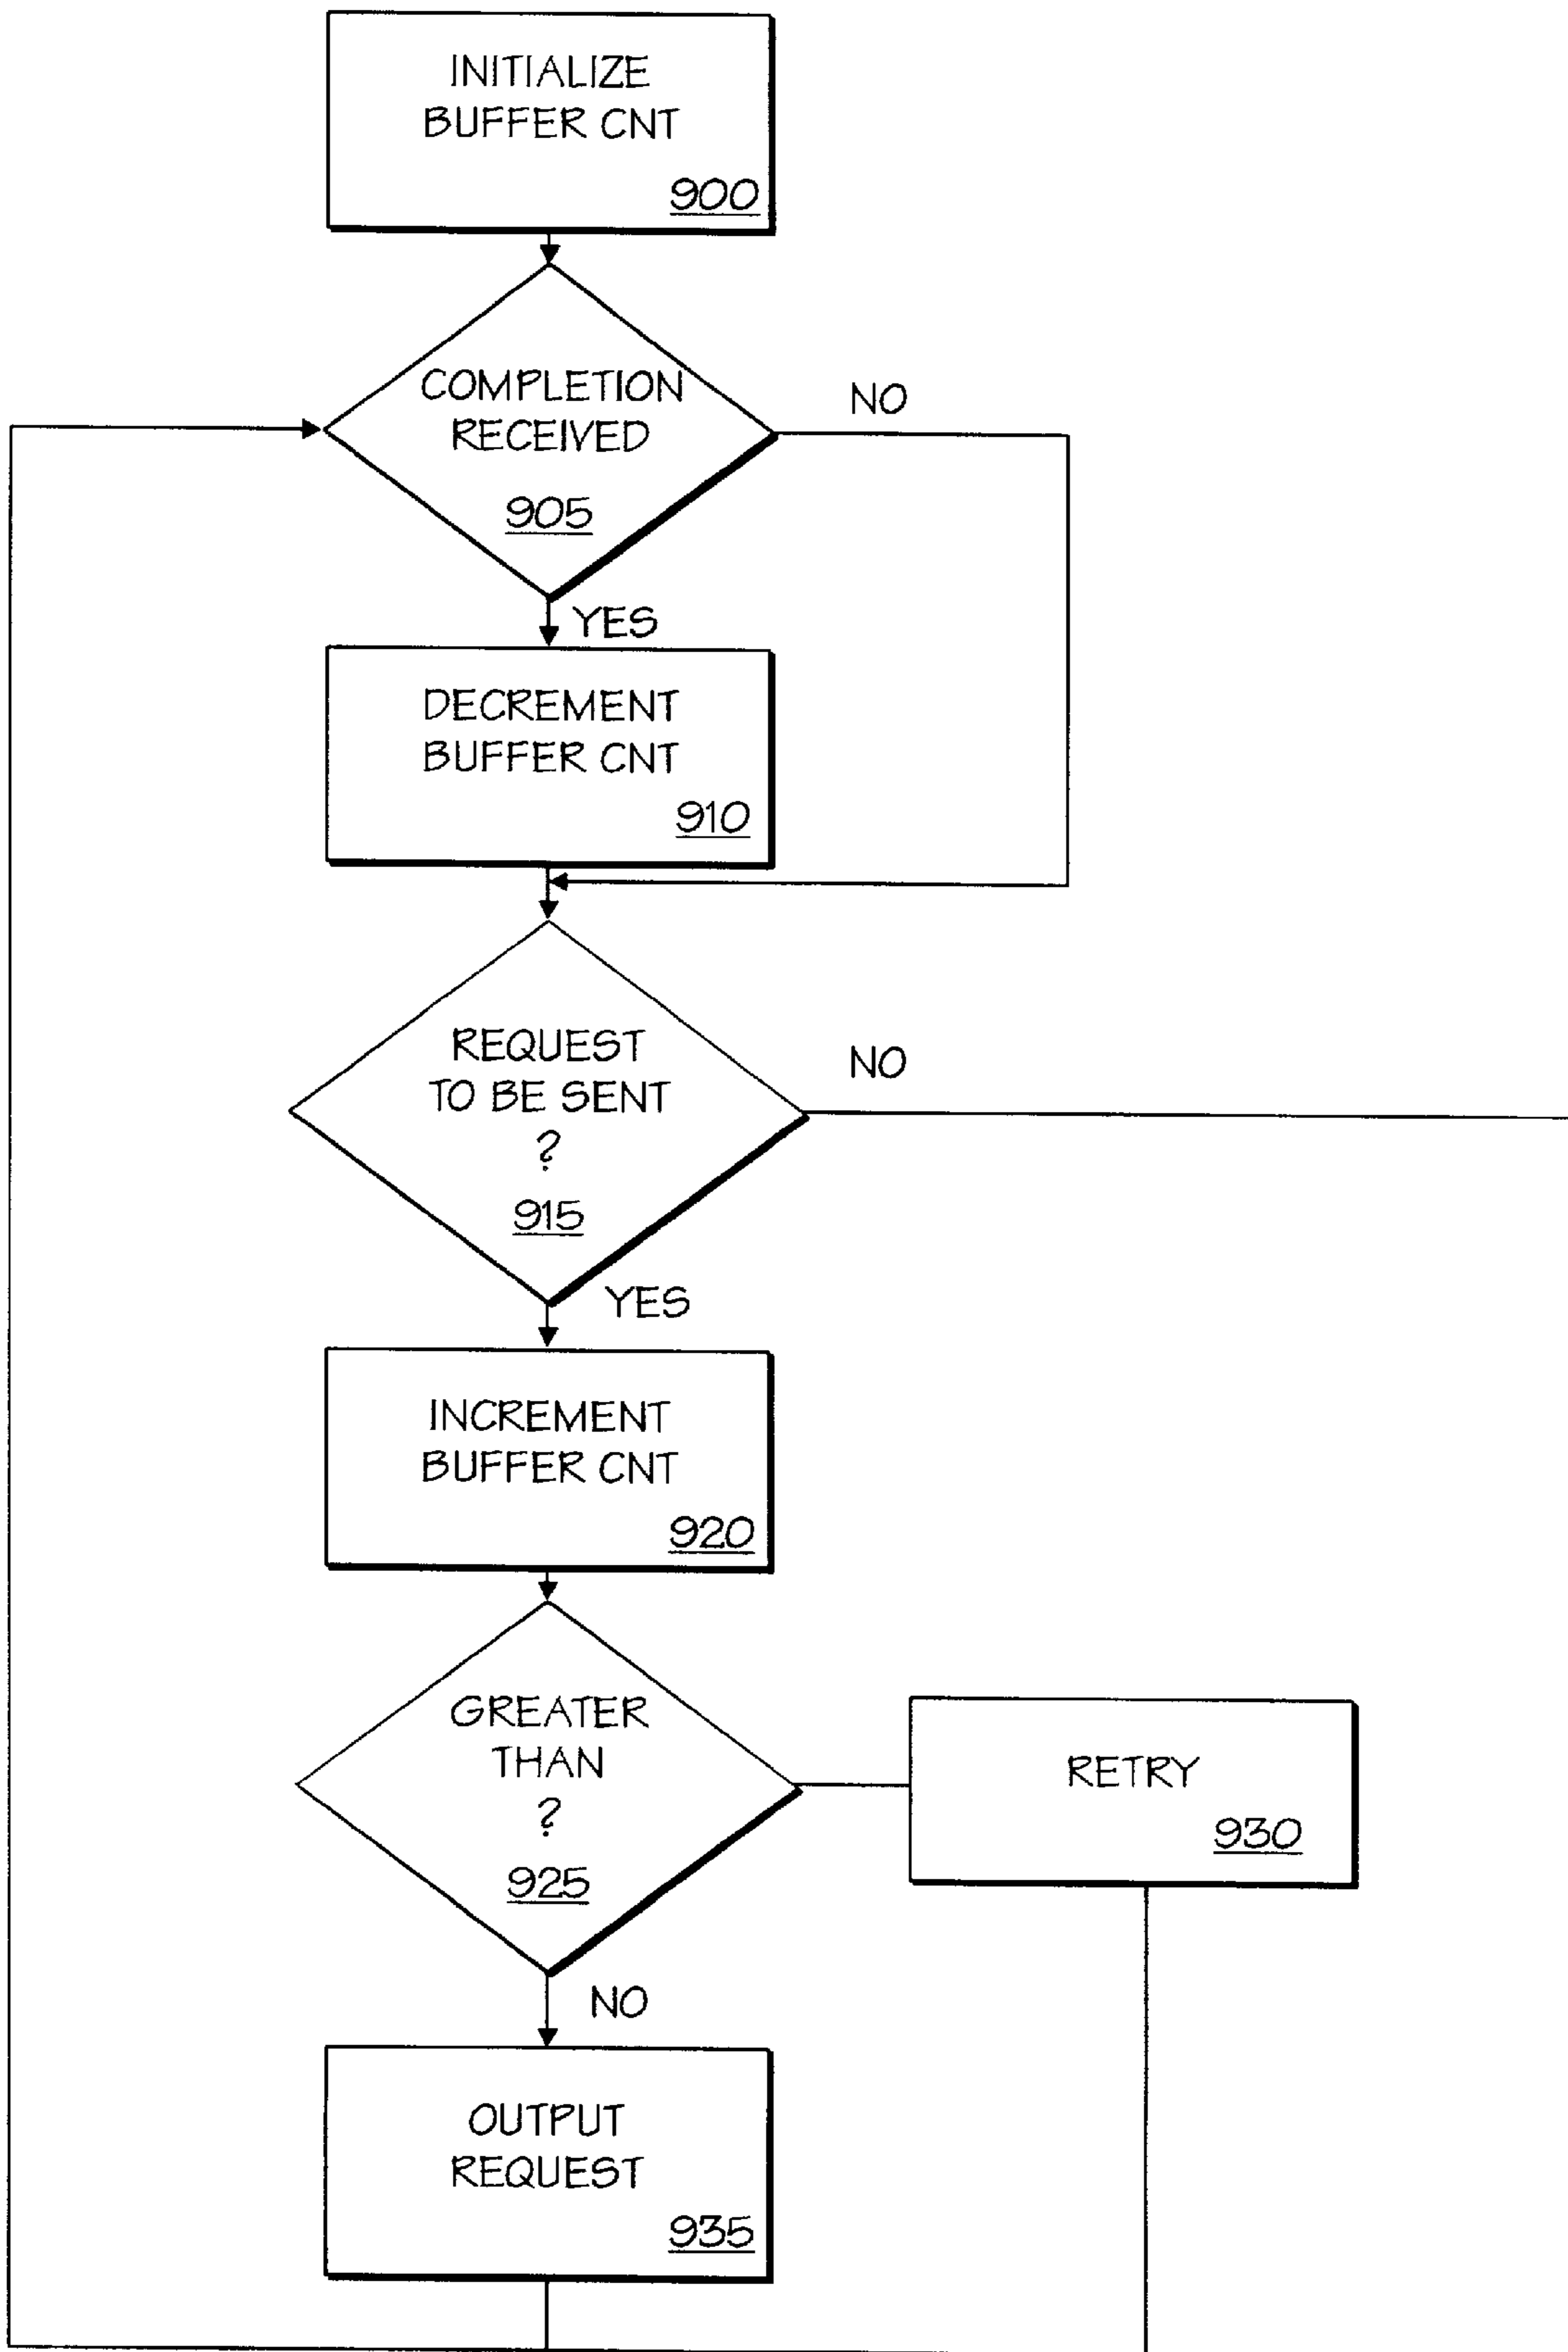 INITIALIZE
BUFFER CNT
900
COMPLETION
RECEIVED
905
NO
YES
DECREMENT
BUFFER CNT
910
REQUEST
TO BE SENT
?
915
NO
YES
INCREMENT
BUFFER CNT
920
GREATER
THAN
?
925
RETRY
930
NO
OUTPUT
REQUEST
935